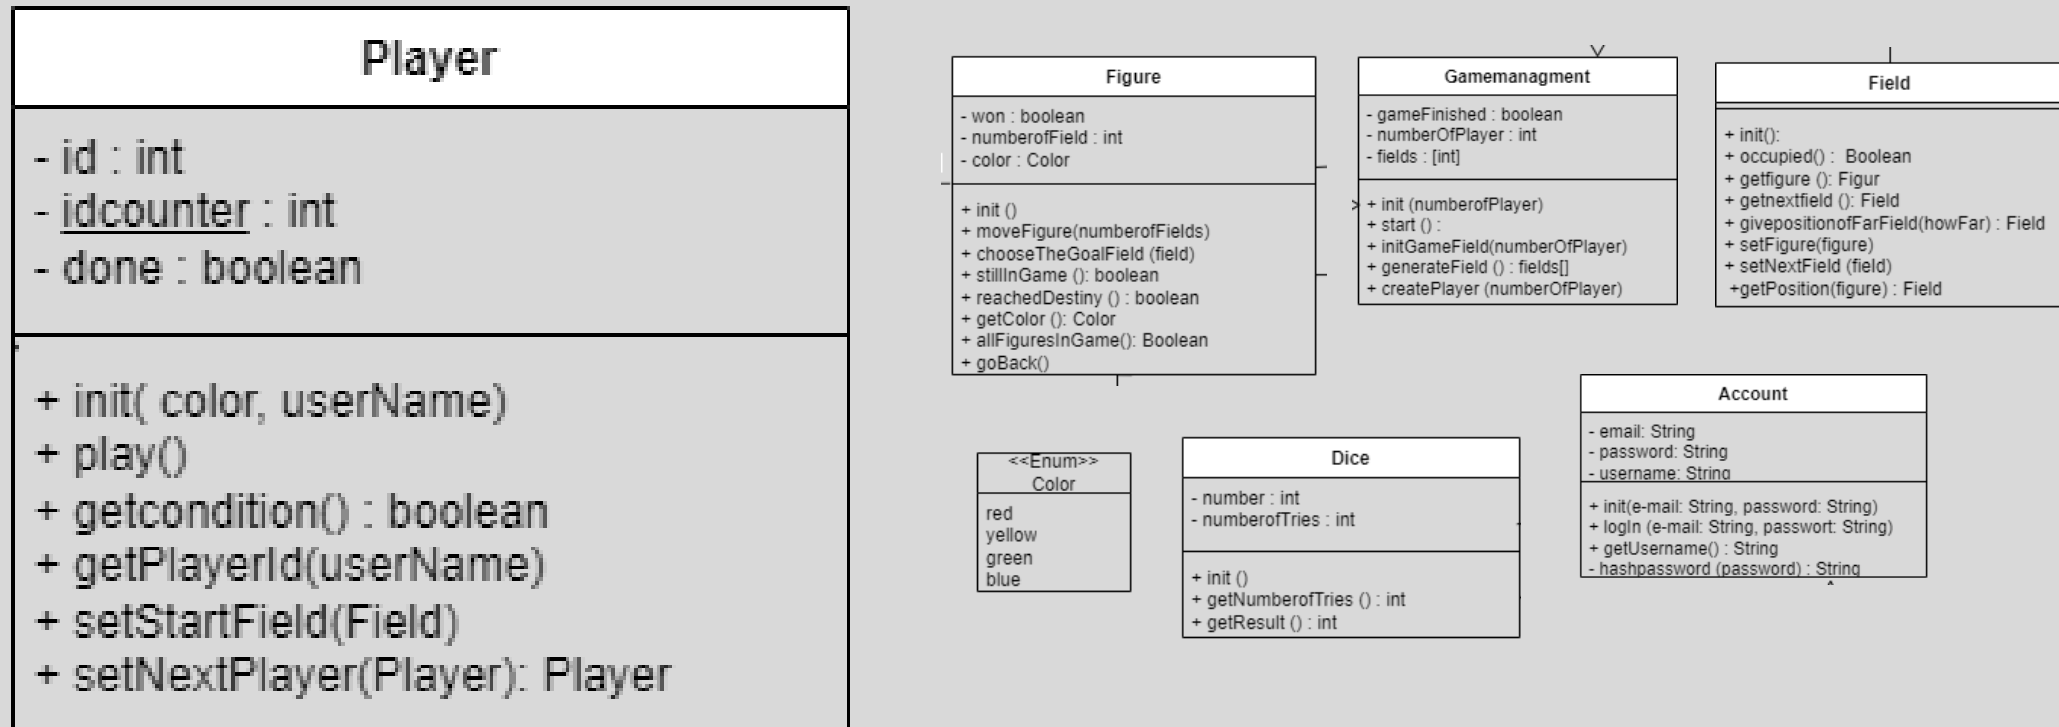 Player
- id : int
- idcounter : int
- done : boolean
+ init( color, userName)
+ play()
+ getcondition() : boolean
+ getPlayerId(userName)
+ setStartField(Field)
+ setNextPlayer(Player): Player
Figure
- won : boolean
- numberofField : int
- color : Color
+ init ()
+ moveFigure(numberofFields)
+ chooseTheGoalField (field)
+ stillInGame (): boolean
+ reachedDestiny () : boolean
+ getColor (): Color
+ allFiguresInGame(): Boolean
+ goBack()
Gamemanagment
- gameFinished : boolean
- numberOfPlayer : int
- fields : [int]
+ init (numberofPlayer)
+ start () :
+ initGameField(numberOfPlayer)
+ generateField () : fields[]
+ createPlayer (numberOfPlayer)
Field
+ init():
+ occupied() : Boolean
+ getfigure (): Figur
+ getnextfield (): Field
+ givepositionofFarField(howFar) : Field
+ setFigure(figure)
+ setNextField (field)
+getPosition(figure) : Field
<<Enum>>
Color
red
yellow
green
blue
Dice
- number : int
- numberofTries : int
+ init ()
+ getNumberofTries () : int
+ getResult () : int
Account
- email: String
- password: String
- username: String
+ init(e-mail: String, password: String)
+ logIn (e-mail: String, passwort: String)
+ getUsername() : String
- hashpassword (password) : String